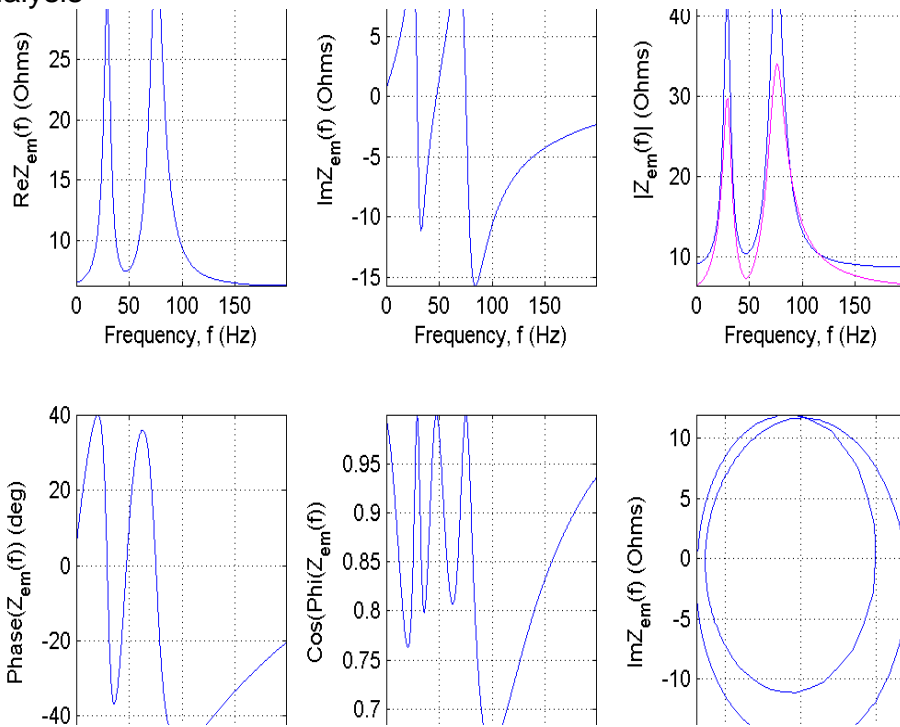 25
20
15
10
ReZem(f) (Ohms)
0 50 100 150
Frequency, f (Hz)
5
0
-5
-10
-15
ImZem(f) (Ohms)
0 50 100 150
Frequency, f (Hz)
40
30
20
10
|Zem(f)| (Ohms)
0 50 100 150
Frequency, f (Hz)
40
20
0
-20
-40
Phase(Zem(f)) (deg)
0.95
0.9
0.85
0.8
0.75
0.7
Cos(Phi(Zem(f))
10
5
0
-5
-10
ImZem(f) (Ohms)